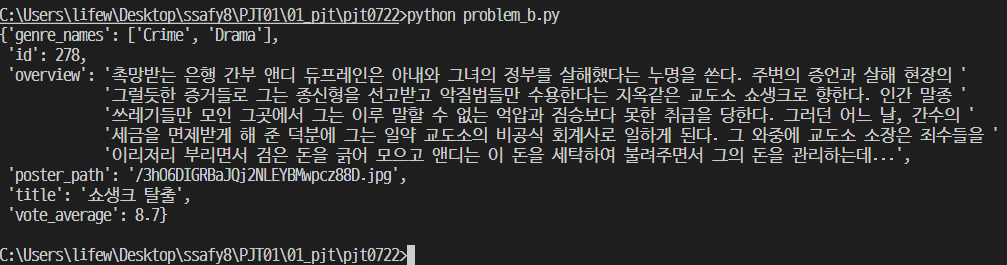 C:\Users\lifew\Desktop\ssafy8\PJT01\01_pjt\pjt0722>python problem_b.py
{'genre_names': ['Crime', 'Drama'],
 'id': 278,
 'overview': '촉망받는 은행 간부 앤디 듀프레인은 아내와 그녀의 정부를 살해했다는 누명을 쓴다. 주변의 증언과 살해 현장의 '
             '그럴듯한 증거들로 그는 종신형을 선고받고 악질범들만 수용한다는 지옥같은 교도소 쇼생크로 향한다. 인간 말종 '
             '쓰레기들만 모인 그곳에서 그는 이루 말할 수 없는 억압과 짐승보다 못한 취급을 당한다. 그러던 어느 날, 간수의 '
             '세금을 면제받게 해 준 덕분에 그는 일약 교도소의 비공식 회계사로 일하게 된다. 그 와중에 교도소 소장은 죄수들을 '
             '이리저리 부리면서 검은 돈을 긁어 모으고 앤디는 이 돈을 세탁하여 불려주면서 그의 돈을 관리하는데...',
 'poster_path': '/3hO6DIGRBaJQj2NLEYBMwpcz88D.jpg',
 'title': '쇼생크 탈출',
 'vote_average': 8.7}
C:\Users\lifew\Desktop\ssafy8\PJT01\01_pjt\pjt0722>